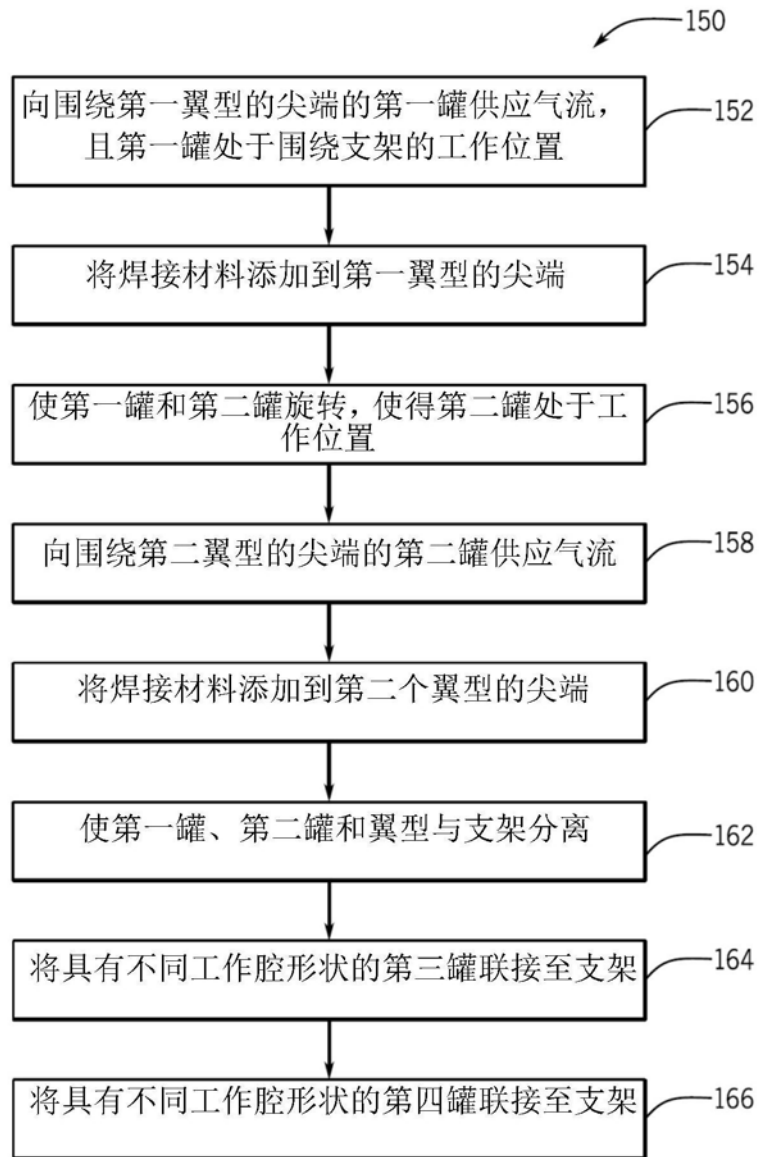 150
向围绕第一翼型的尖端的第一罐供应气流，
且第一罐处于围绕支架的工作位置
152
将焊接材料添加到第一翼型的尖端
154
使第一罐和第二罐旋转，使得第二罐处于工
作位置
156
向围绕第二翼型的尖端的第二罐供应气流
158
将焊接材料添加到第二个翼型的尖端
160
使第一罐、第二罐和翼型与支架分离
162
将具有不同工作腔形状的第三罐联接至支架
164
将具有不同工作腔形状的第四罐联接至支架
166